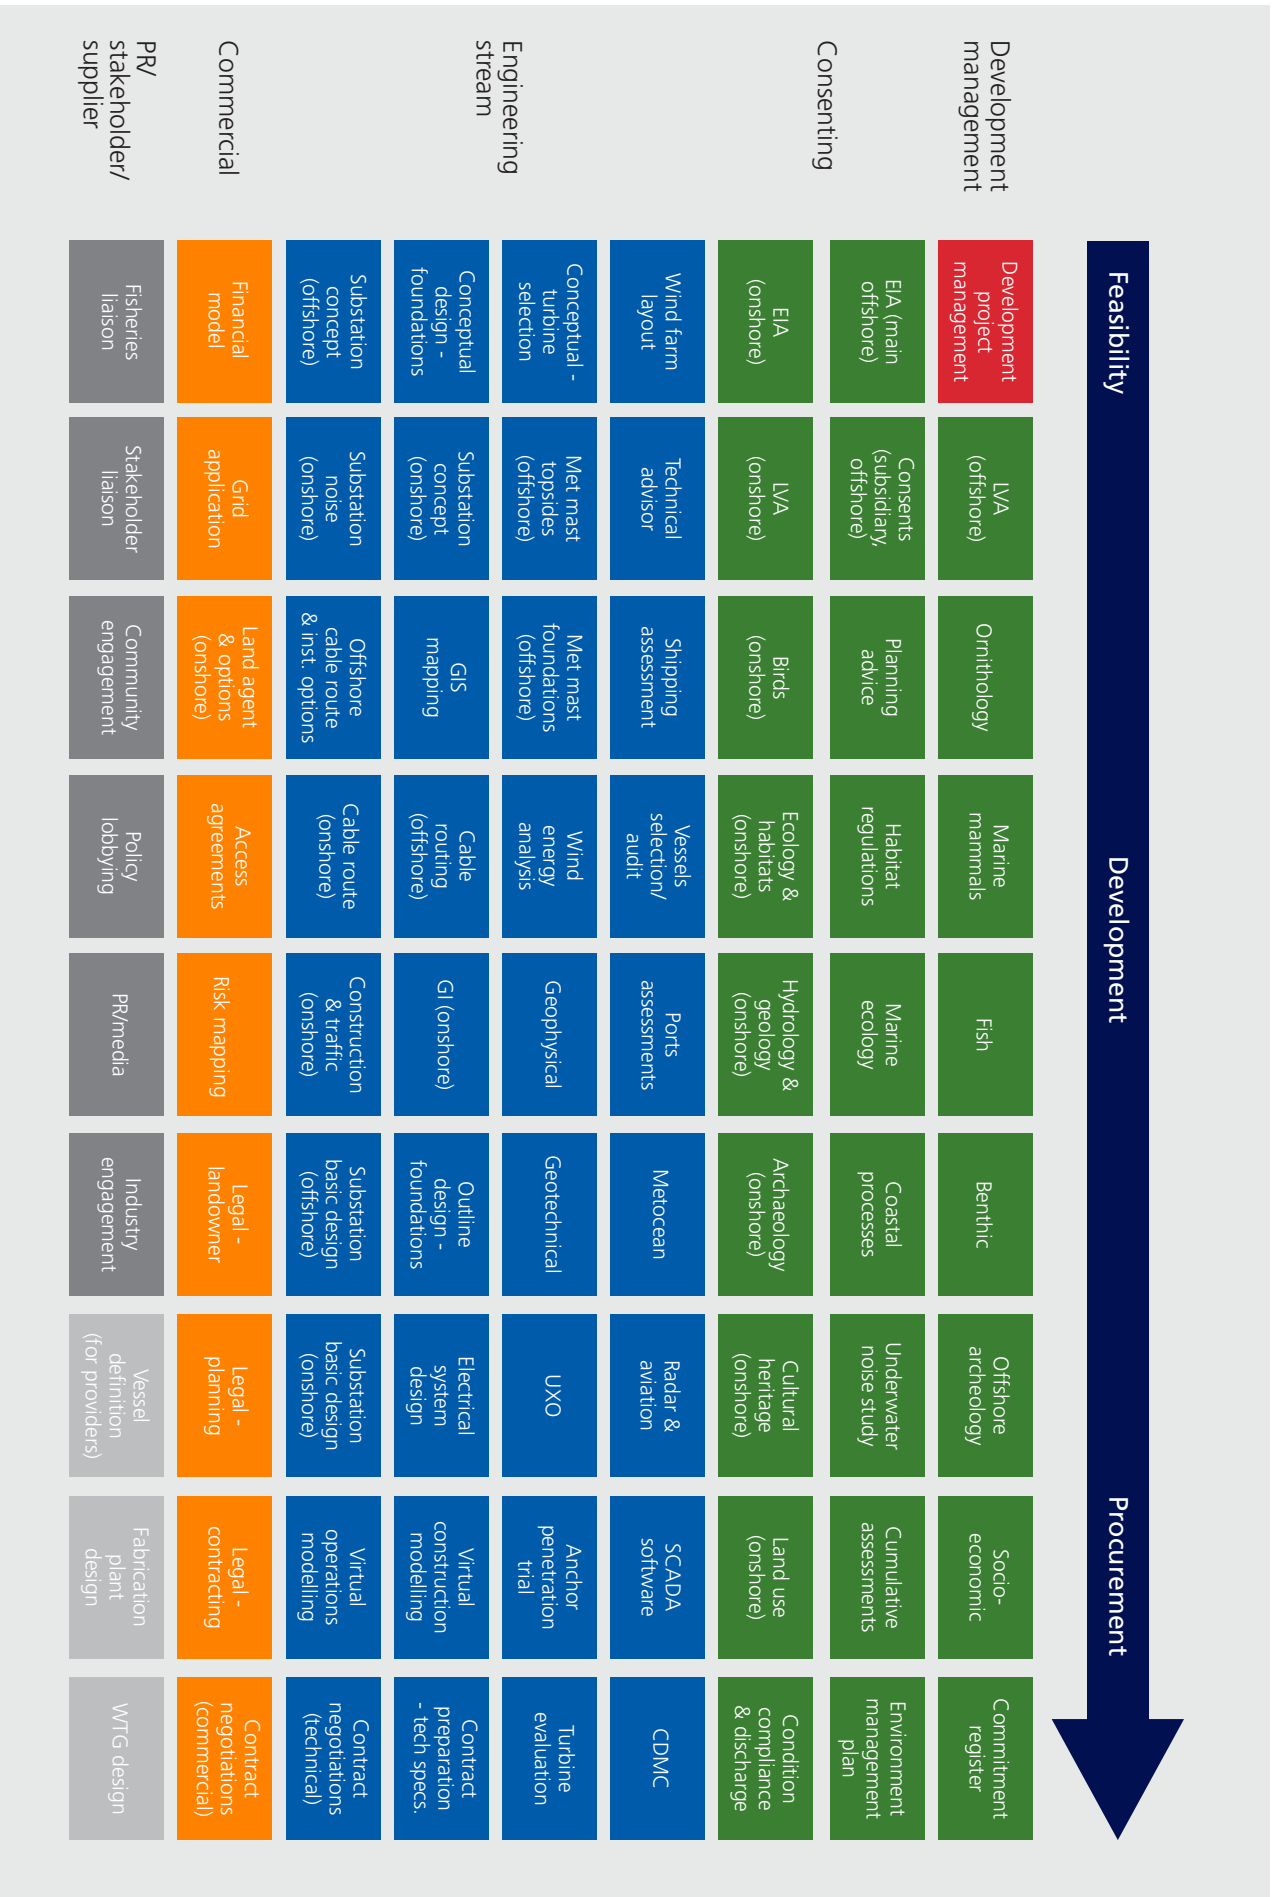 Feasibility
Development
Procurement
Development
management
Development
project
management
LVA
(offshore)
Ornithology
Marine
mammals
Fish
Benthic
Offshore
archeology
Socio-
economic
Commitment
register
Consenting
EIA (main
offshore)
Consents
(subsidiary,
offshore)
Planning
advice
Habitat
regulations
Marine
ecology
Coastal
processes
Underwater
noise study
Cumulative
assessments
Environment
management
plan
EIA
(onshore)
LVA
(onshore)
Birds
(onshore)
Ecology &
habitats
(onshore)
Hydrology &
geology
(onshore)
Archaeology
(onshore)
Cultural
heritage
(onshore)
Land use
(onshore)
Condition
compliance
& discharge
Engineering
stream
Wind farm
layout
Technical
advisor
Shipping
assessment
Vessels
selection/
audit
Ports
assessments
Metocean
Radar &
aviation
SCADA
software
CDMC
Conceptual -
turbine
selection
Met mast
topsides
(offshore)
Met mast
foundations
(offshore)
Wind
energy
analysis
Geophysical
Geotechnical
UXO
Anchor
penetration
trial
Turbine
evaluation
Conceptual
design -
foundations
Substation
concept
(onshore)
GIS
mapping
Cable
routing
(offshore)
GI (onshore)
Outline
design -
foundations
Electrical
system
design
Virtual
construction
modelling
Contract
preparation
- tech specs.
Substation
concept
(offshore)
Substation
noise
(onshore)
Offshore
cable route
& inst. options
Cable route
(onshore)
Construction
& traffic
(onshore)
Substation
basic design
(offshore)
Substation
basic design
(onshore)
Virtual
operations
modelling
Contract
negotiations
(technical)
Commercial
Financial
model
Grid
application
Land agent
& options
(onshore)
Access
agreements
Risk mapping
Legal -
landowner
Legal -
planning
Legal -
contracting
Contract
negotiations
(commercial)
PR/
stakeholder/
supplier
Fisheries
liaison
Stakeholder
liaison
Community
engagement
Policy
lobbying
PR/media
Industry
engagement
Vessel
definition
(for providers)
Fabrication
plant
design
WTG design